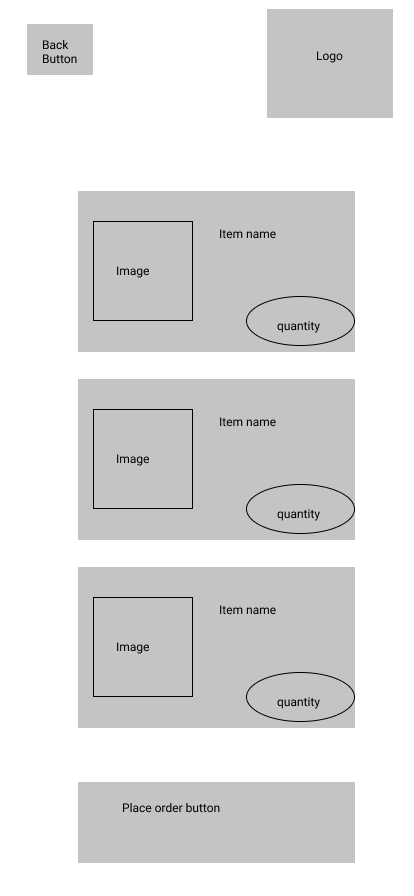 Back
Button
Logo
Item name
Image
quantity
Item name
Image
quantity
Item name
Image
quantity
Place order button